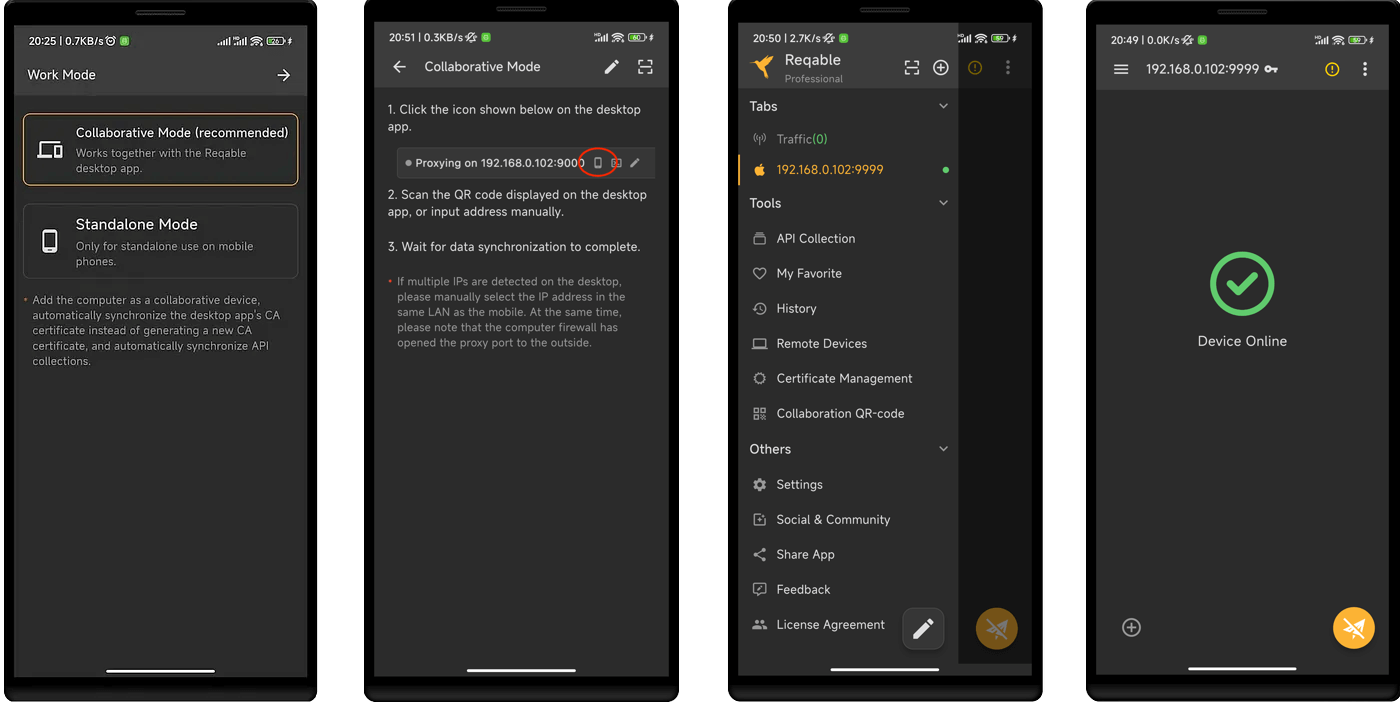 20:25 | 0.7KB/s
26
Work Mode
Collaborative Mode (recommended)
Works together with the Reqable
desktop app.
Standalone Mode
Only for standalone use on mobile
phones.
* Add the computer as a collaborative device,
automatically synchronize the desktop app's CA
certificate instead of generating a new CA
certificate, and automatically synchronize API
collections.
20:51 | 0.3KB/s
HD
60
Collaborative Mode
1. Click the icon shown below on the desktop
app.
Proxying on 192.168.0.102:9000
2. Scan the QR code displayed on the desktop
app, or input address manually.
3. Wait for data synchronization to complete.
* If multiple IPs are detected on the desktop,
please manually select the IP address in the
same LAN as the mobile. At the same time,
please note that the computer firewall has
opened the proxy port to the outside.
20:50 | 2.7K/s
HD
59
Reqable
Professional
Tabs
Traffic(0)
192.168.0.102:9999
Tools
API Collection
My Favorite
History
Remote Devices
Certificate Management
Collaboration QR-code
Others
Settings
Social & Community
Share App
Feedback
License Agreement
20:49 | 0.0K/s
HD
59
192.168.0.102:9999
Device Online